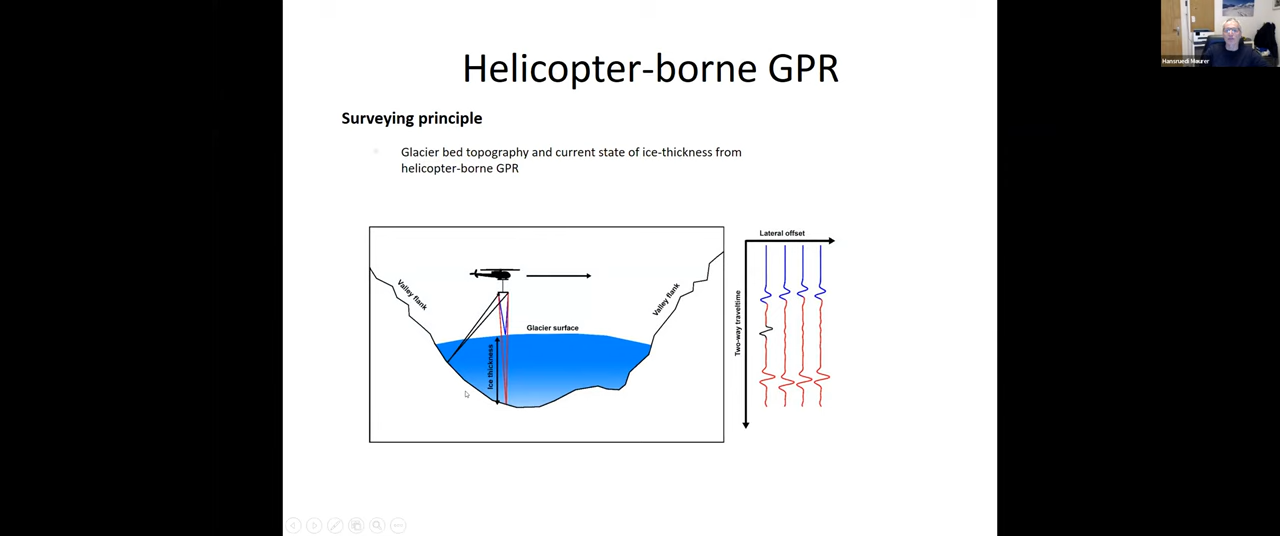 Helicopter-borne GPR
Hansruedi Maurer
Surveying principle
Glacier bed topography and current state of ice-thickness from
helicopter-borne GPR
Lateral offset
Valley flank
Valley flank
Glacier surface
Ice thickness
Two-way traveltime